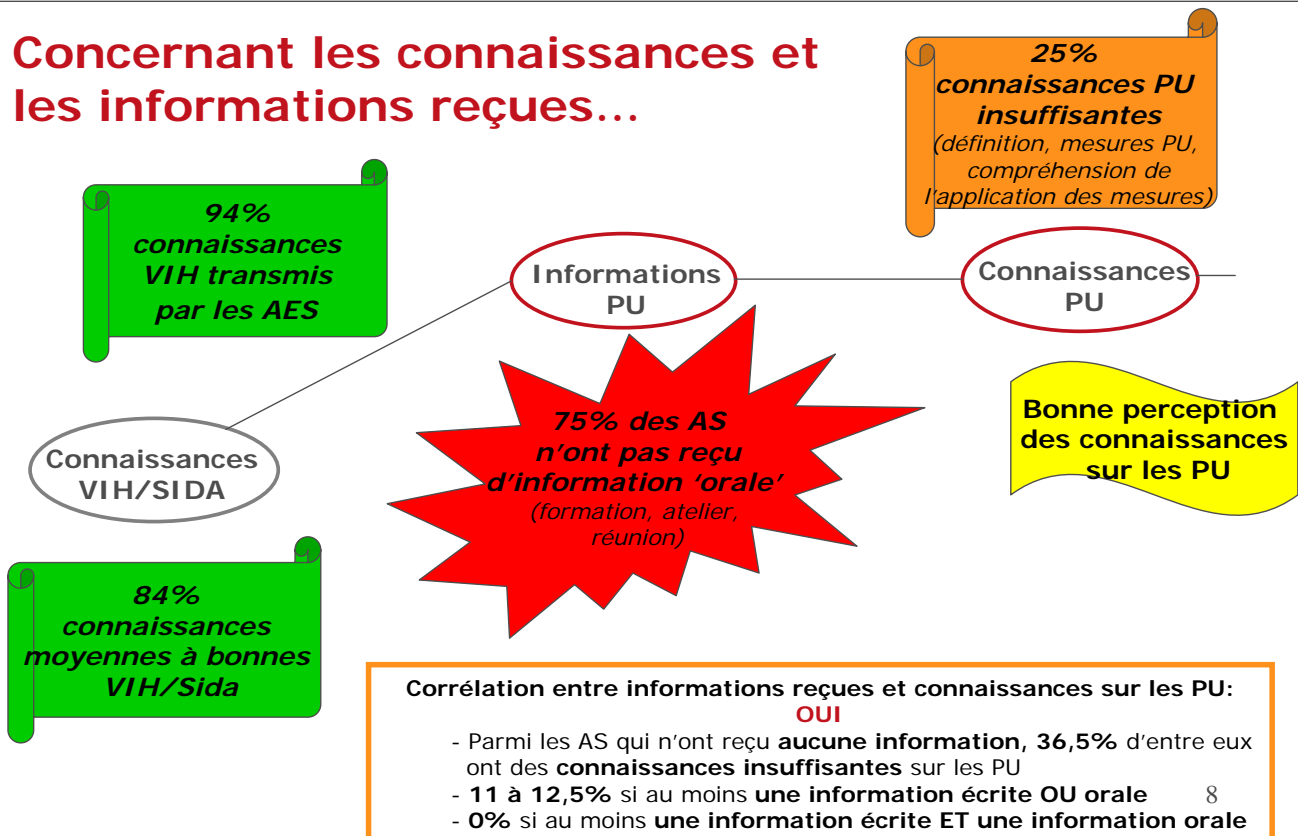 Concernant les connaissances et
les informations reçues...
25%
connaissances PU
insuffisantes
(définition, mesures PU,
compréhension de
l'application des mesures)
94%
connaissances
VIH transmis
par les AES
Informations
PU
Connaissances
PU
75% des AS
n'ont pas reçu
d'information ‘orale’
(formation, atelier,
réunion)
Bonne perception
des connaissances
sur les PU
Connaissances
VIH/SIDA
84%
connaissances
moyennes à bonnes
VIH/Sida
Corrélation entre informations reçues et connaissances sur les PU:
OUI
- Parmi les AS qui n'ont reçu aucune information, 36,5% d'entre eux
ont des connaissances insuffisantes sur les PU
- 11 à 12,5% si au moins une information écrite OU orale
- 0% si au moins une information écrite ET une information orale
8